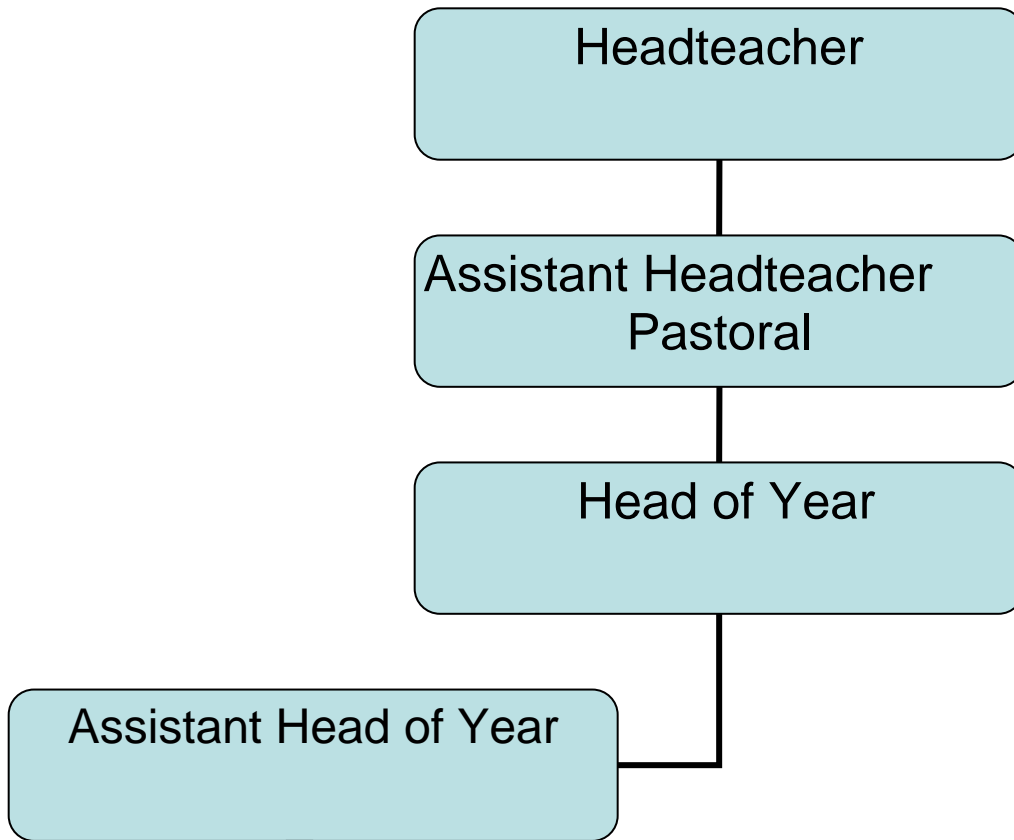 Headteacher
Assistant Headteacher
Pastoral
Head of Year
Assistant Head of Year